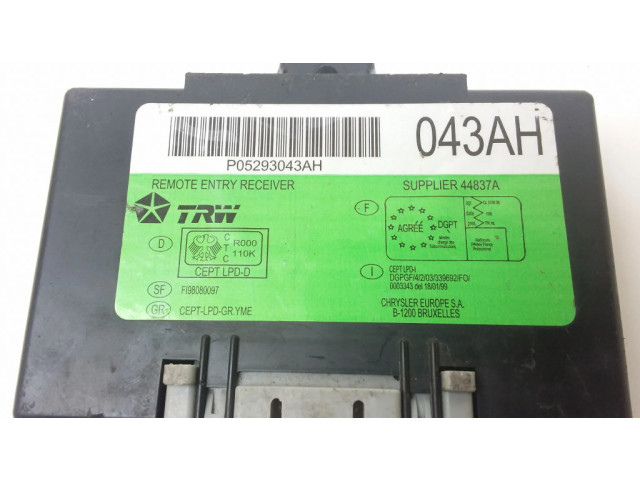 043AH
P05293043AH
REMOTE ENTRY RECEIVER
SUPPLIER 44837A
TRW
F
AGRÉÉ
DGPT
D
C
T
C
R000
110K
CEPT LPD-D
I
CEPT LPD-I
DGPGF/4/2/03/339692/FO/
0003343 del 18/01/99
SF
FI98080097
CHRYSLER EUROPE S.A.
B-1200 BRUXELLES
GR
CEPT-LPD-GR.YME